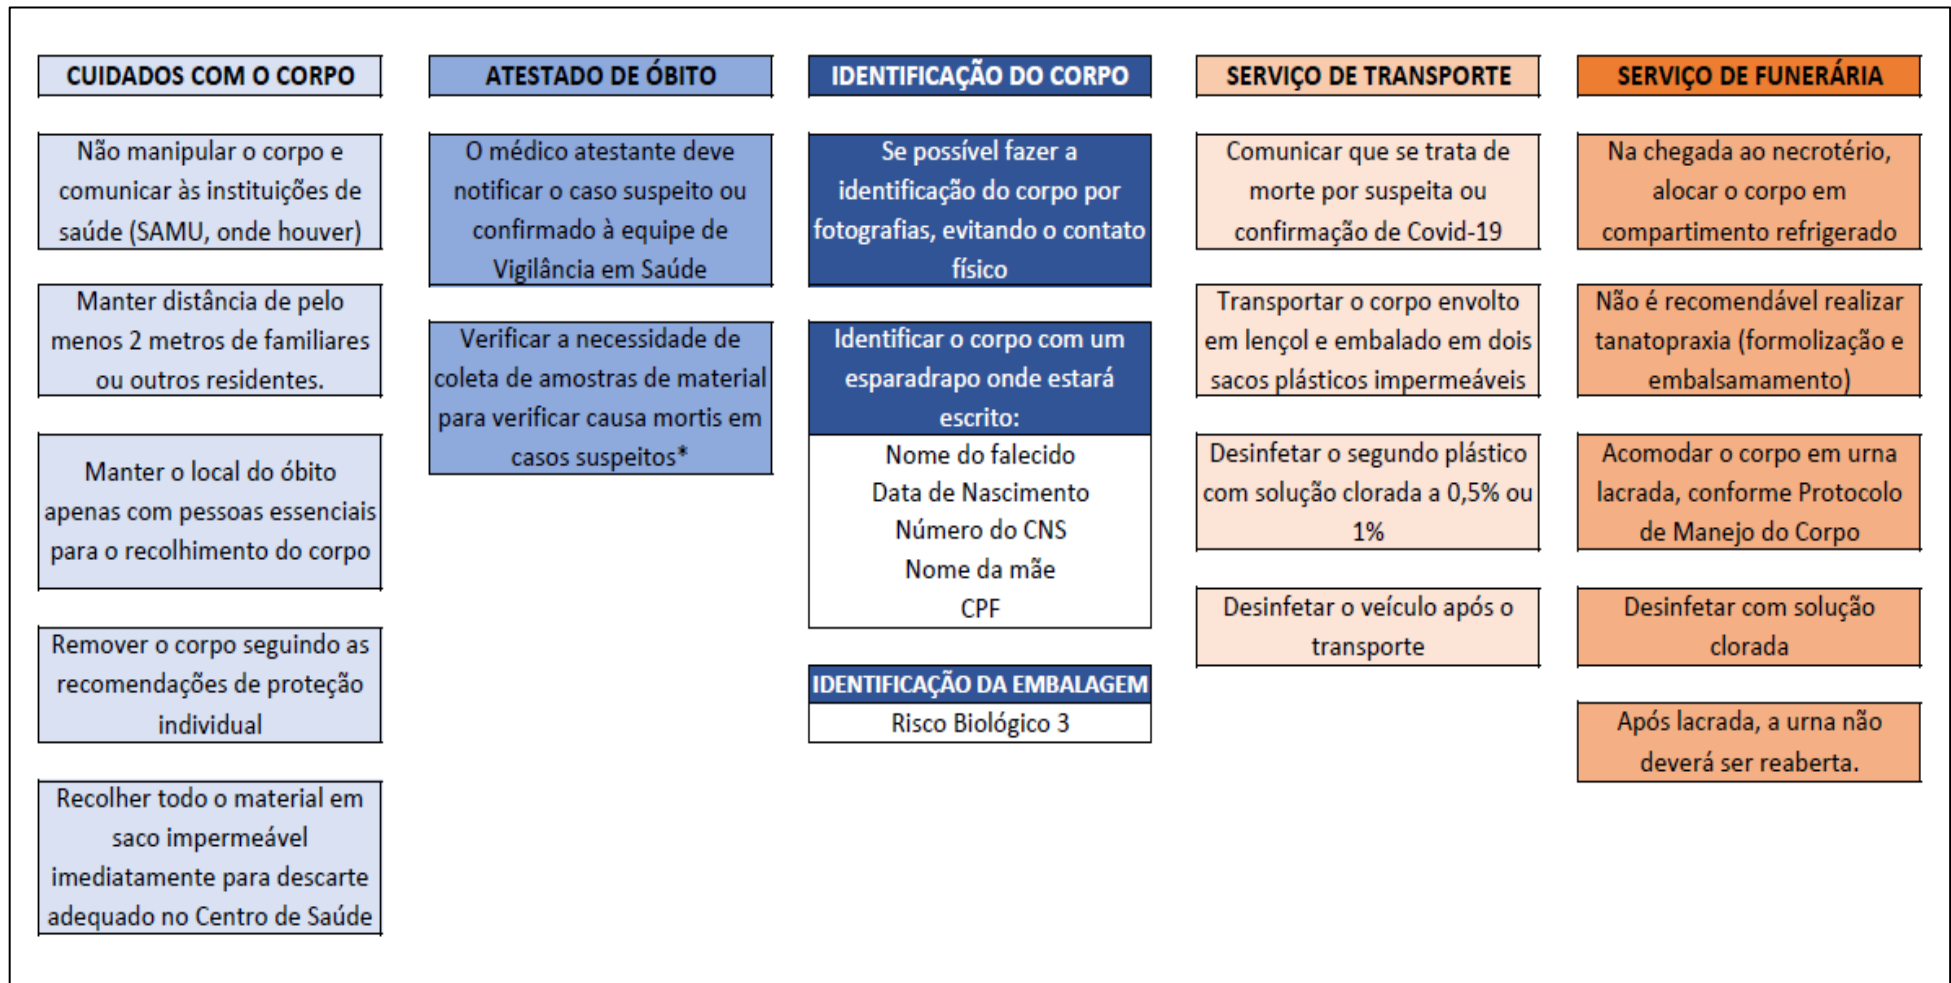 CUIDADOS COM O CORPO
Não manipular o corpo e
comunicar às instituições de
saúde (SAMU, onde houver)
Manter distância de pelo
menos 2 metros de familiares
ou outros residentes.
Manter o local do óbito
apenas com pessoas essenciais
para o recolhimento do corpo
Remover o corpo seguindo as
recomendações de proteção
individual
Recolher todo o material em
saco impermeável
imediatamente para descarte
adequado no Centro de Saúde
ATESTADO DE ÓBITO
O médico atestante deve
notificar o caso suspeito ou
confirmado à equipe de
Vigilância em Saúde
Verificar a necessidade de
coleta de amostras de material
para verificar causa mortis em
casos suspeitos*
IDENTIFICAÇÃO DO CORPO
Se possível fazer a
identificação do corpo por
fotografias, evitando o contato
físico
Identificar o corpo com um
esparadrapo onde estará
escrito:
Nome do falecido
Data de Nascimento
Número do CNS
Nome da mãe
CPF
IDENTIFICAÇÃO DA EMBALAGEM
Risco Biológico 3
SERVIÇO DE TRANSPORTE
Comunicar que se trata de
morte por suspeita ou
confirmação de Covid-19
Transportar o corpo envolto
em lençol e embalado em dois
sacos plásticos impermeáveis
Desinfetar o segundo plástico
com solução clorada a 0,5% ou
1%
Desinfetar o veículo após o
transporte
SERVIÇO DE FUNERÁRIA
Na chegada ao necrotério,
alocar o corpo em
compartimento refrigerado
Não é recomendável realizar
tanatopraxia (formolização e
embalsamamento)
Acomodar o corpo em urna
lacrada, conforme Protocolo
de Manejo do Corpo
Desinfetar com solução
clorada
Após lacrada, a urna não
deverá ser reaberta.